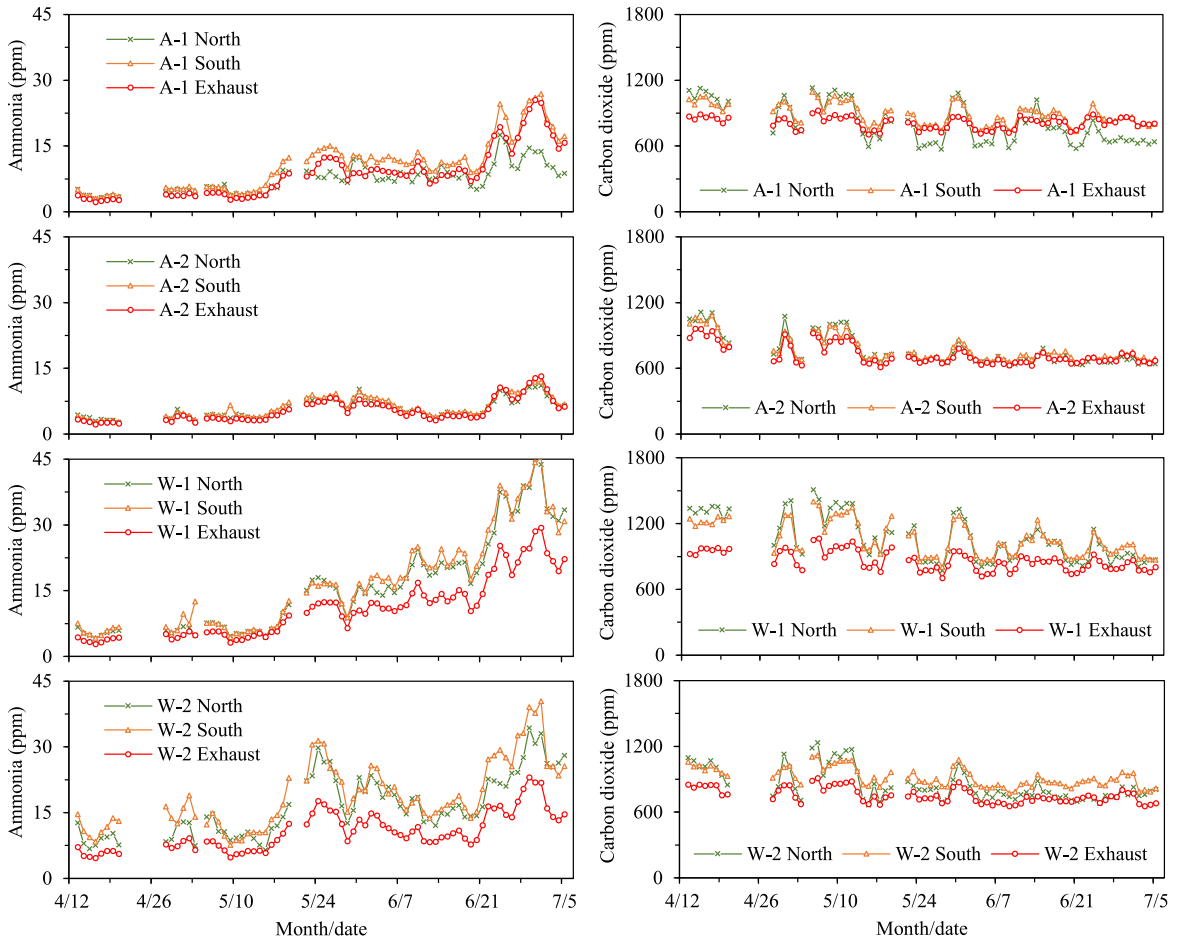 45
30
15
0
Ammonia (ppm)
A-1 North
A-1 South
A-1 Exhaust
1800
1200
600
0
Carbon dioxide (ppm)
A-1 North
A-1 South
A-1 Exhaust
45
30
15
0
Ammonia (ppm)
A-2 North
A-2 South
A-2 Exhaust
1800
1200
600
0
Carbon dioxide (ppm)
A-2 North
A-2 South
A-2 Exhaust
45
30
15
0
Ammonia (ppm)
W-1 North
W-1 South
W-1 Exhaust
1800
1200
600
0
Carbon dioxide (ppm)
W-1 North
W-1 South
W-1 Exhaust
45
30
15
0
Ammonia (ppm)
W-2 North
W-2 South
W-2 Exhaust
4/12 4/26 5/10 5/24 6/7 6/21 7/5
Month/date
1800
1200
600
0
Carbon dioxide (ppm)
W-2 North
W-2 South
W-2 Exhaust
4/12 4/26 5/10 5/24 6/7 6/21 7/5
Month/date